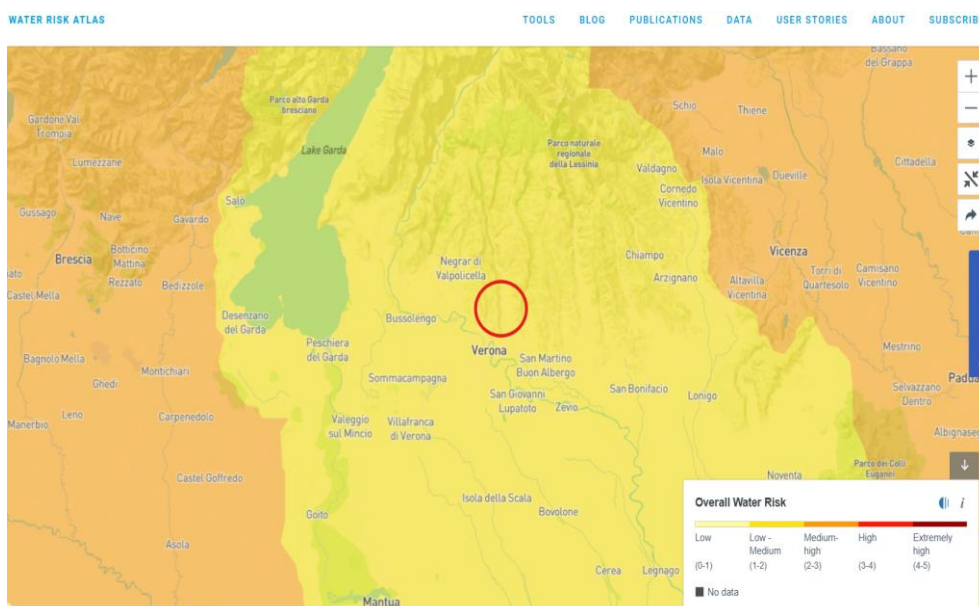 WATER RISK ATLAS
TOOLS BLOG PUBLICATIONS DATA USER STORIES ABOUT SUBSCRIB
Bassano
del Grappa
Parco alto Garda
bresciano
Schio
Thiene
Gardone Val
Trompia
Lake Garda
Parco naturale
regionale
della Lessinia
Malo
Lumezzane
Valdagno
Isola Vicentina
Dueville
Cittadella
Cornedo
Vicentino
Salò
Gussago
Nave
Gavardo
Botticino
Mattina
Brescia
Rezzato
Bedizzole
Castel Mella
Negrar di
Valpolicella
Chiampo
Arzignano
Vicenza
Altavilla
Vicentina
Torri di
Quartesolo
Camisano
Vicentino
Desenzano
del Garda
Bussolengo
Peschiera
del Garda
Verona
San Martino
Buon Albergo
Mestrino
Bagnolo Mella
Montichiari
Ghedi
Sommacampagna
San Giovanni
Lupatoto
Zevio
San Bonifacio
Lonigo
Selvazzano
Dentro
Leno
Manerbio
Carpenedolo
Valeggio
sul Mincio
Villafranca
di Verona
Albignase
Parco dei Colli
Euganei
Castel Goffredo
Noventa
Isola della Scala
Bovolone
Goito
Asola
Cerea
Legnago
Mantua
Overall Water Risk i
Low
(0-1)
Low -
Medium
(1-2)
Medium-
high
(2-3)
High
(3-4)
Extremely
high
(4-5)
No data